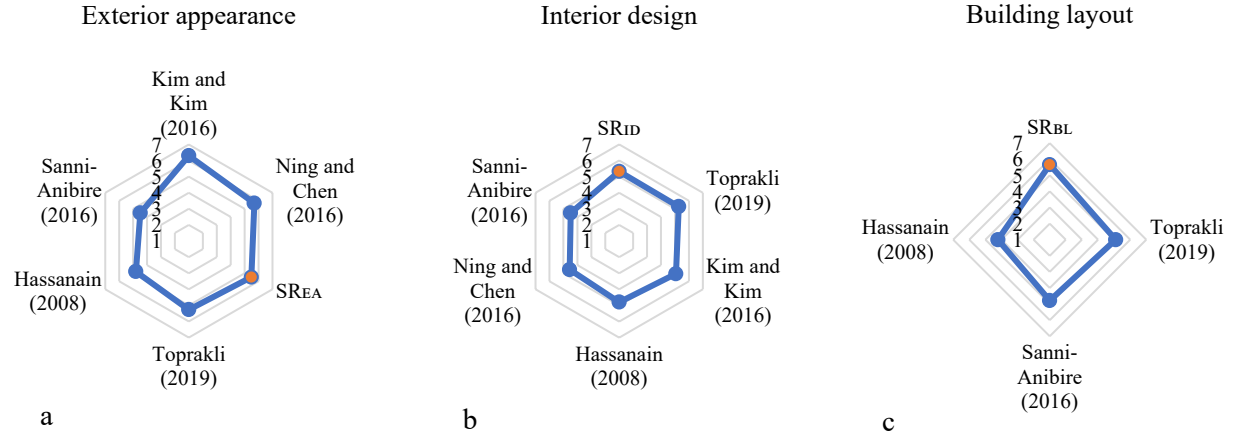 Exterior appearance
Interior design
Building layout
Kim and
Kim
(2016)
7
6
5
4
3
2
1
Sanni-
Anibire
(2016)
Ning and
Chen
(2016)
Hassanain
(2008)
SREA
Toprakli
(2019)
a
SRID
7
6
5
4
3
2
1
Sanni-
Anibire
(2016)
Toprakli
(2019)
Ning and
Chen
(2016)
Kim and
Kim
(2016)
Hassanain
(2008)
b
SRBL
7
6
5
4
3
2
1
Hassanain
(2008)
Toprakli
(2019)
Sanni-
Anibire
(2016)
c